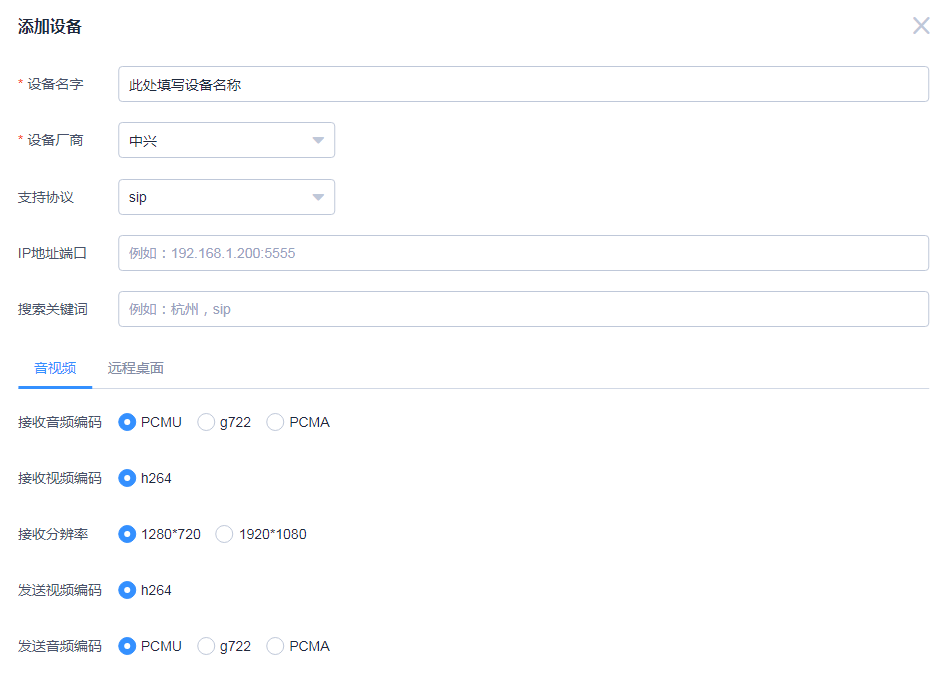 添加设备
* 设备名字 此处填写设备名称
* 设备厂商 中兴
支持协议 sip
IP地址端口 例如：192.168.1.200:5555
搜索关键词 例如：杭州，sip
音视频 远程桌面
接收音频编码 PCMU g722 PCMA
接收视频编码 h264
接收分辨率 1280*720 1920*1080
发送视频编码 h264
发送音频编码 PCMU g722 PCMA